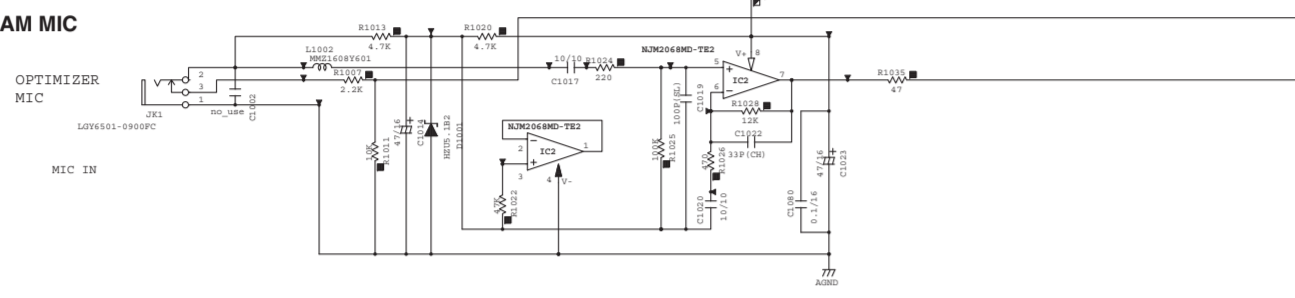 AM MIC
OPTIMIZER
MIC
JK1
LGY6501-0900FC
MIC IN
2
3
1
no_use
C1002
L1002
MMZ1608Y601
R1013
4.7K
R1007
2.2K
R1020
4.7K
10K
R1011
47/16
C1014
HZU5.1B2
D1001
NJM2068MD-TE2
IC2
2
3
1
4
V-
47K
R1022
10/10
C1017
R1024
220
100K
R1025
100P(SL)
C1019
NJM2068MD-TE2
V+
8
5
6
7
IC2
R1028
12K
C1022
33P(CH)
470
R1026
C1020
10/10
C1080
0.1/16
47/16
C1023
R1035
47
AGND